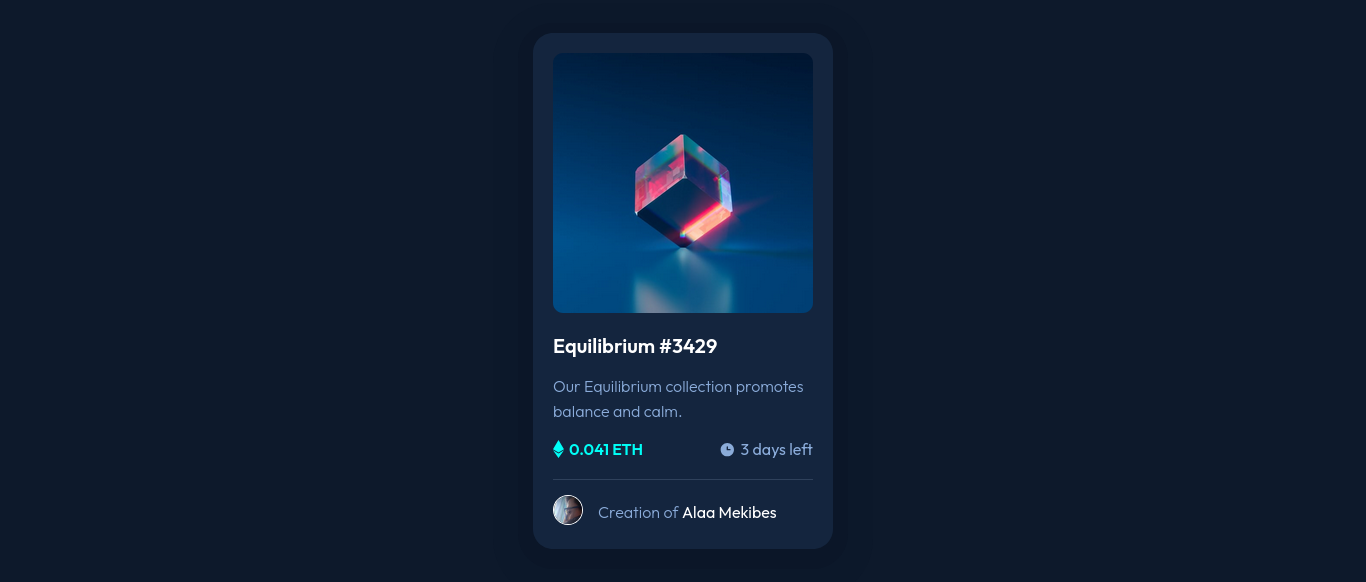 Equilibrium #3429
Our Equilibrium collection promotes
balance and calm.
0.041 ETH
3 days left
Creation of Alaa Mekibes